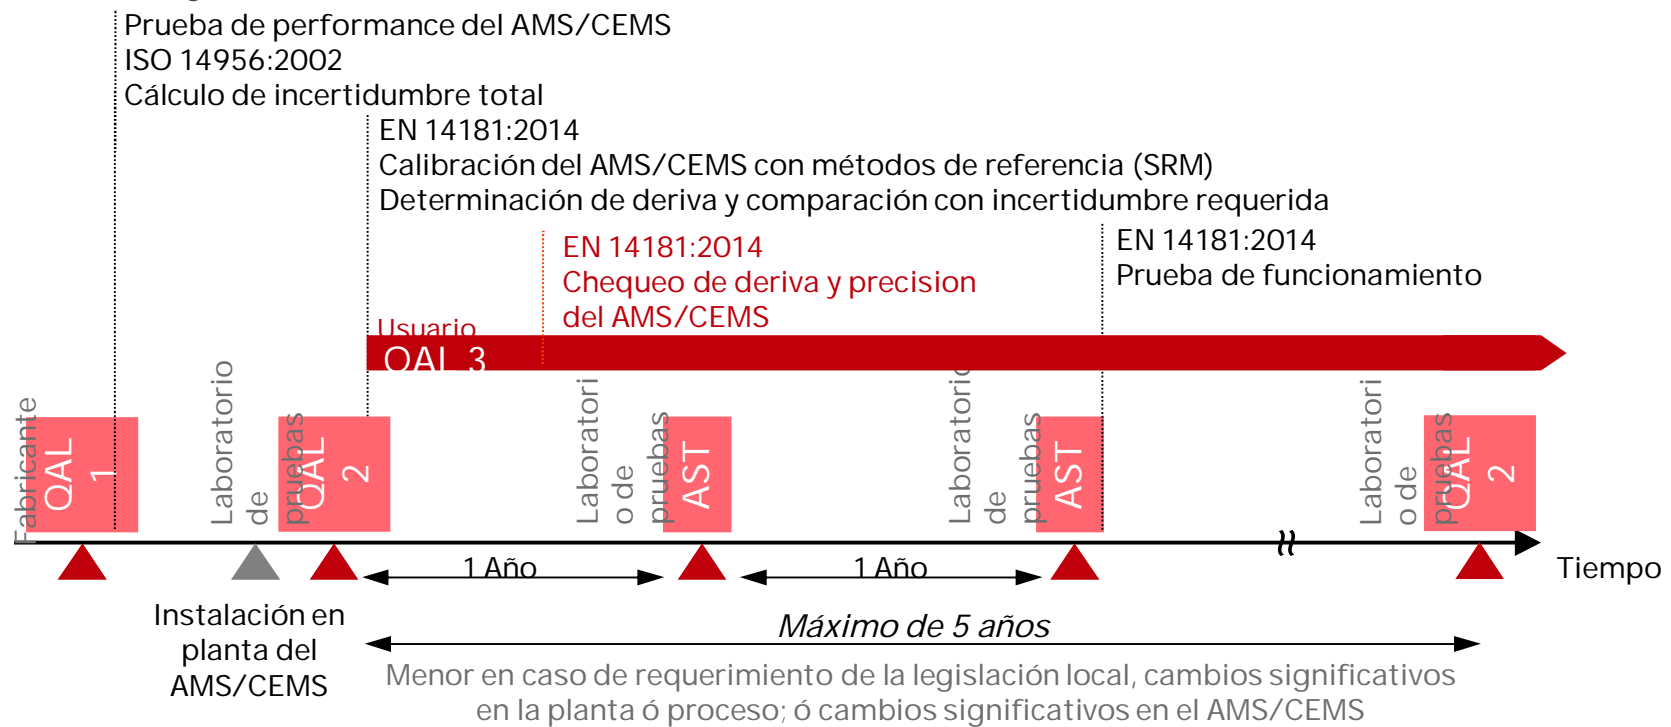 Prueba de performance del AMS/CEMS
ISO 14956:2002
Cálculo de incertidumbre total
EN 14181:2014
Calibración del AMS/CEMS con métodos de referencia (SRM)
Determinación de deriva y comparación con incertidumbre requerida
EN 14181:2014
Chequeo de deriva y precision
del AMS/CEMS
EN 14181:2014
Prueba de funcionamiento
Usuario
QAL 3
Fabricante
QAL
1
Laboratorio
de
pruebas
QAL
2
Laboratori
o de
pruebas
AST
Laboratorio
de
pruebas
AST
Laboratori
o de
pruebas
QAL
2
1 Año
1 Año
Tiempo
Instalación en
planta del
AMS/CEMS
Máximo de 5 años
Menor en caso de requerimiento de la legislación local, cambios significativos
en la planta ó proceso; ó cambios significativos en el AMS/CEMS